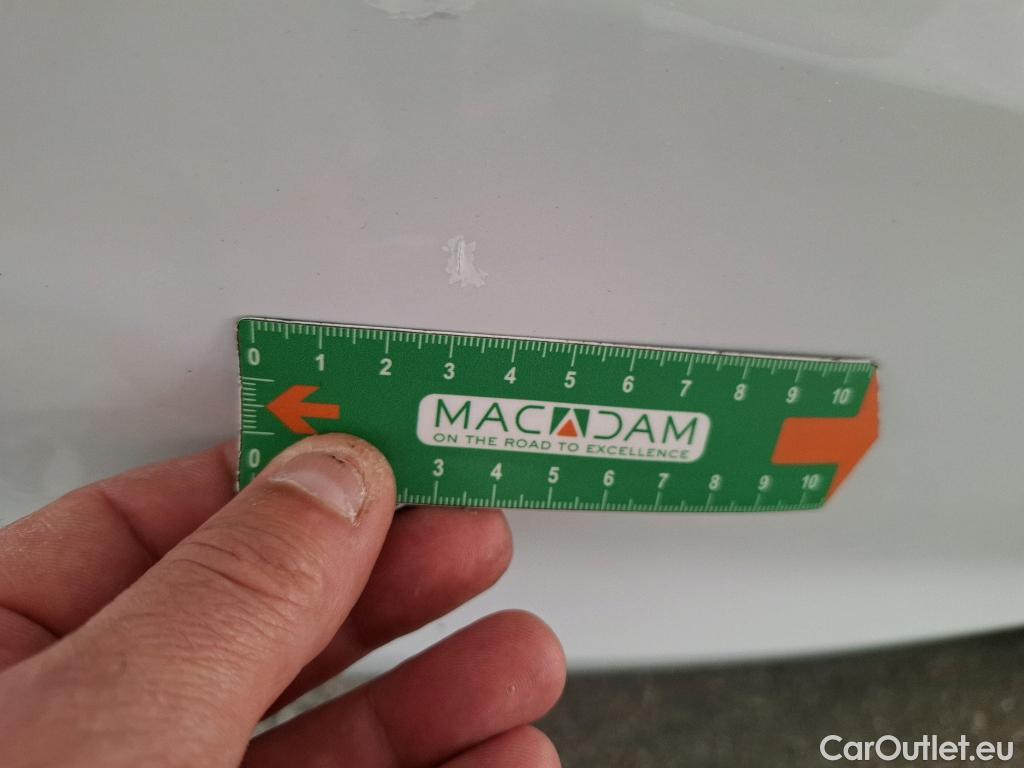 0 1 2 3 4 5 6 7 8 9 10
MACADAM
ON THE ROAD TO EXCELLENCE
0 3 4 5 6 7 8 9 10
CarOutlet.eu